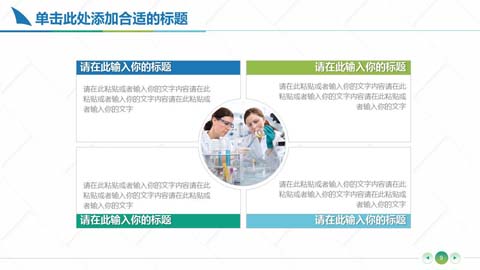 单击此处添加合适的标题
请在此输入你的标题
请在此粘贴或者输入你的文字内容请在此
粘贴或者输入你的文字内容请在此粘贴或
者输入你的文字
请在此输入你的标题
请在此粘贴或者输入你的文字内容请在此
粘贴或者输入你的文字内容请在此粘贴或
者输入你的文字
请在此粘贴或者输入你的文字内容请在此
粘贴或者输入你的文字内容请在此粘贴或
者输入你的文字
请在此输入你的标题
请在此粘贴或者输入你的文字内容请在此
粘贴或者输入你的文字内容请在此粘贴或
者输入你的文字
请在此输入你的标题